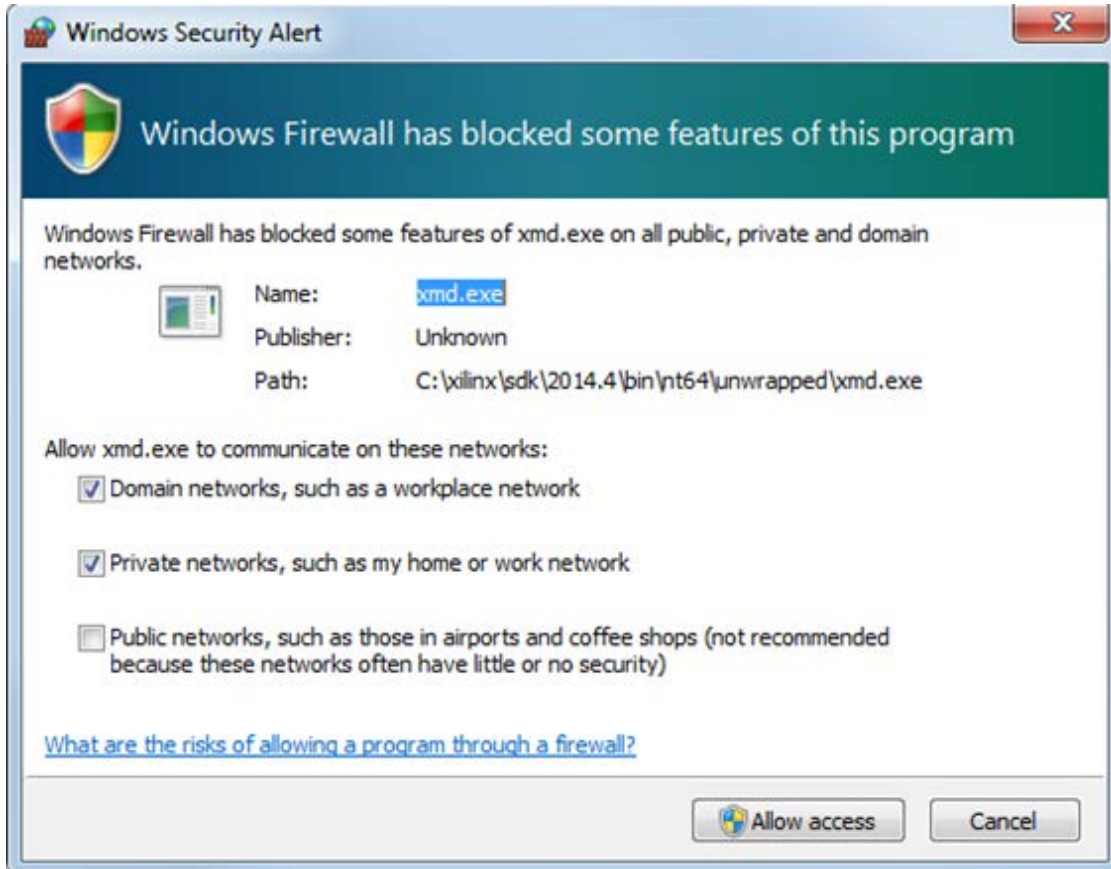 Windows Security Alert
Windows Firewall has blocked some features of this program
Windows Firewall has blocked some features of xmd.exe on all public, private and domain
networks.
Name: xmd.exe
Publisher: Unknown
Path: C:\xilinx\sdk\2014.4\bin\nt64\unwrapped\xmd.exe
Allow xmd.exe to communicate on these networks:
Domain networks, such as a workplace network
Private networks, such as my home or work network
Public networks, such as those in airports and coffee shops (not recommended
because these networks often have little or no security)
What are the risks of allowing a program through a firewall?
Allow access Cancel